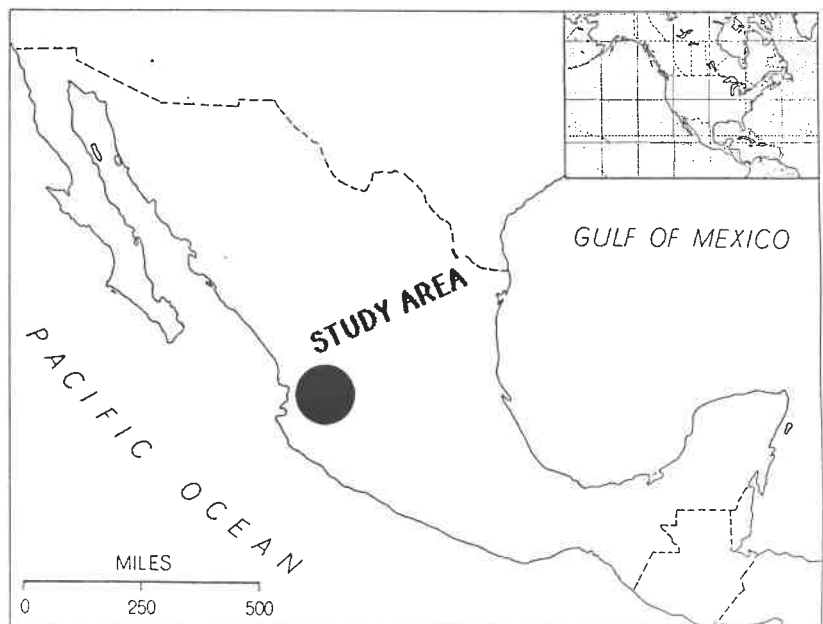 GULF OF MEXICO
STUDY AREA
PACIFIC OCEAN
MILES
0 250 500